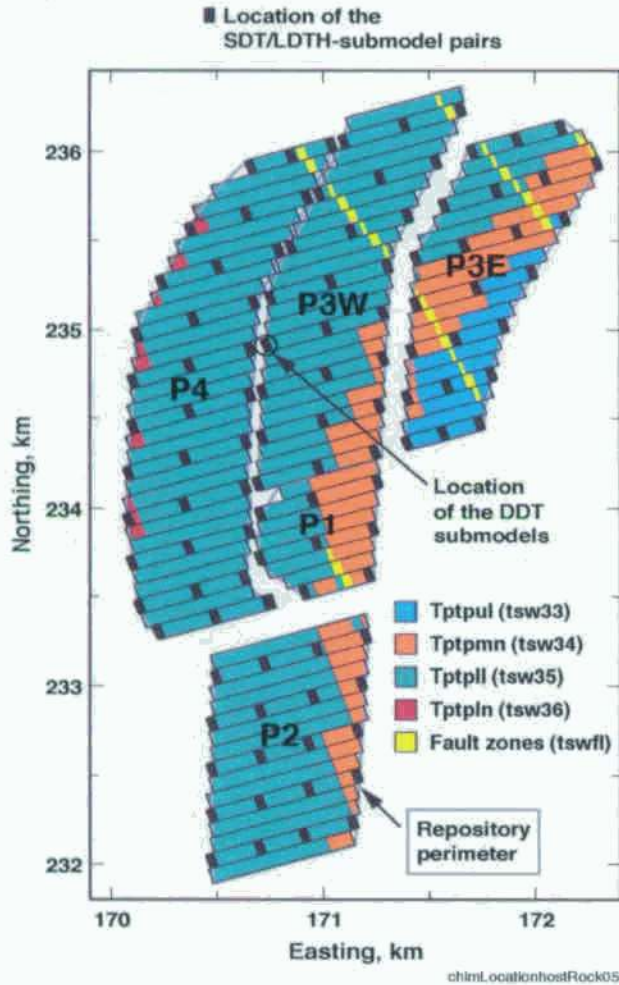 Location of the
SDT/LDTH-submodel pairs
236
235
234
233
232
Northing, km
P3E
P3W
P4
P1
P2
Location
of the DDT
submodels
Tptpul (tsw33)
Tptpmn (tsw34)
Tptpll (tsw35)
Tptpln (tsw36)
Fault zones (tswfl)
Repository
perimeter
170
171
172
Easting, km
chimLocationhostRock05